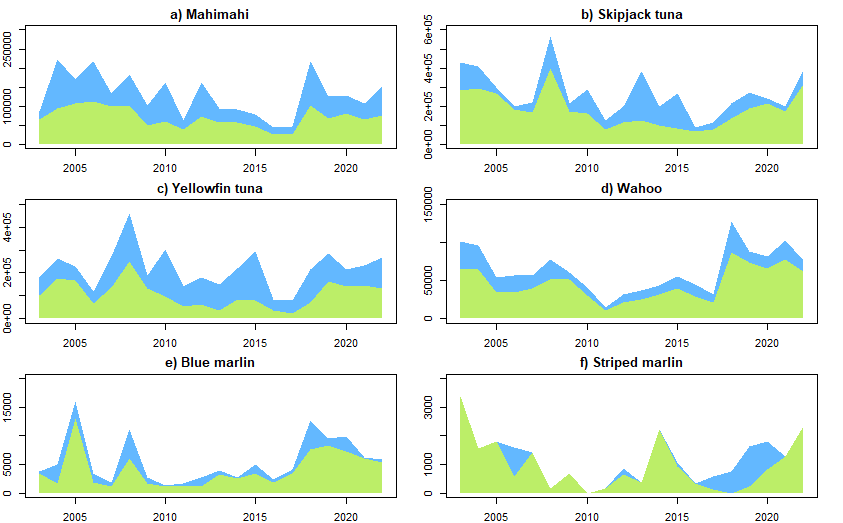 a) Mahimahi
0 100000 250000
2005 2010 2015 2020
b) Skipjack tuna
0e+00 2e+05 4e+05 6e+05
2005 2010 2015 2020
c) Yellowfin tuna
0e+00 2e+05 4e+05
2005 2010 2015 2020
d) Wahoo
0 50000 150000
2005 2010 2015 2020
e) Blue marlin
0 5000 15000
2005 2010 2015 2020
f) Striped marlin
0 1000 3000
2005 2010 2015 2020